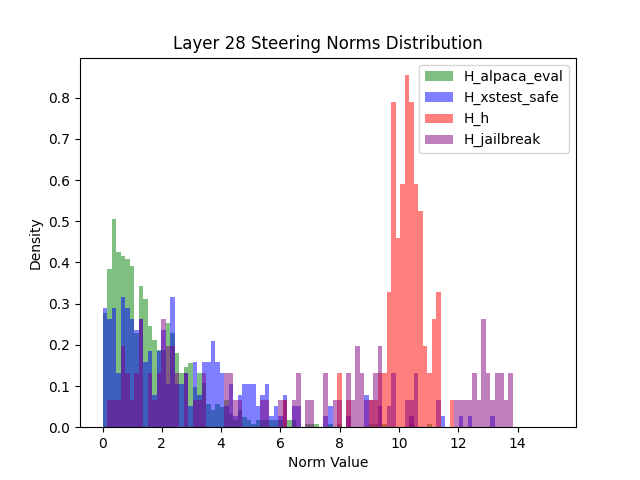 Layer 28 Steering Norms Distribution
H_alpaca_eval
H_xstest_safe
H_h
H_jailbreak
Density
0.8
0.7
0.6
0.5
0.4
0.3
0.2
0.1
0.0
0 2 4 6 8 10 12 14
Norm Value